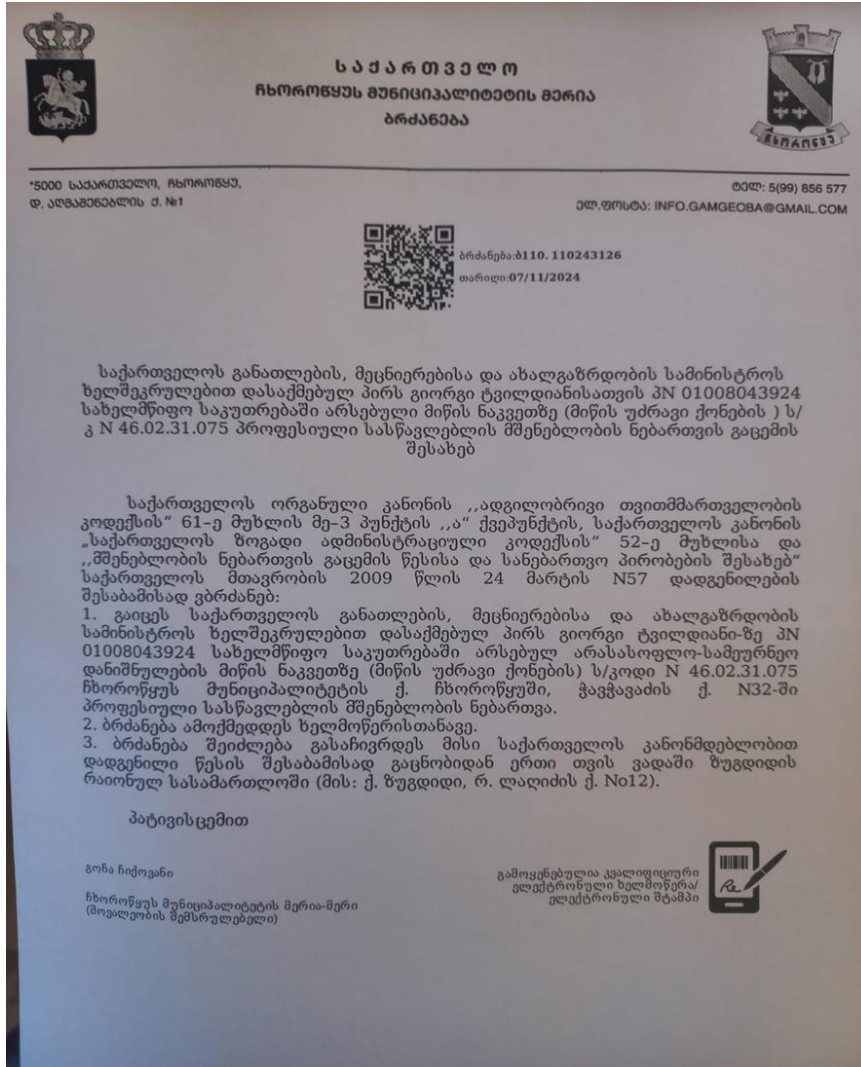 საქართველო
ჩხოროწყუს მუნიციპალიტეტის მერია
ბრძანება
ჩხოროწყუ
*5000 საქართველო, ჩხოროწყუ,
დ. აღმაშენებლის ქ. №1
ტელ: 5(99) 856 577
ელ.ფოსტა: INFO.GAMGEOBA@GMAIL.COM
ბრძანება:ბ110. 110243126
თარიღი:07/11/2024
საქართველოს განათლების, მეცნიერებისა და ახალგაზრდობის სამინისტროს
ხელშეკრულებით დასაქმებულ პირს გიორგი ტვილდიანისათვის პN 01008043924
სახელმწიფო საკუთრებაში არსებული მიწის ნაკვეთზე (მიწის უძრავი ქონების ) ს/
კ N 46.02.31.075 პროფესიული სასწავლებლის მშენებლობის ნებართვის გაცემის
შესახებ
საქართველოს ორგანული კანონის ,,ადგილობრივი თვითმმართველობის
კოდექსის“ 61-ე მუხლის მე-3 პუნქტის ,,ა“ ქვეპუნქტის, საქართველოს კანონის
„საქართველოს ზოგადი ადმინისტრაციული კოდექსის“ 52-ე მუხლისა და
,,მშენებლობის ნებართვის გაცემის წესისა და სანებართვო პირობების შესახებ“
საქართველოს მთავრობის 2009 წლის 24 მარტის N57 დადგენილების
შესაბამისად ვბრძანებ:
1. გაიცეს საქართველოს განათლების, მეცნიერებისა და ახალგაზრდობის
სამინისტროს ხელშეკრულებით დასაქმებულ პირს გიორგი ტვილდიანი-ზე პN
01008043924 სახელმწიფო საკუთრებაში არსებულ არასასოფლო-სამეურნეო
დანიშნულების მიწის ნაკვეთზე (მიწის უძრავი ქონების) ს/კოდი N 46.02.31.075
ჩხოროწყუს მუნიციპალიტეტის ქ. ჩხოროწყუში, ჭავჭავაძის ქ. N32-ში
პროფესიული სასწავლებლის მშენებლობის ნებართვა.
2. ბრძანება ამოქმედდეს ხელმოწერისთანავე.
3. ბრძანება შეიძლება გასაჩივრდეს მისი საქართველოს კანონმდებლობით
დადგენილი წესის შესაბამისად გაცნობიდან ერთი თვის ვადაში ზუგდიდის
რაიონულ სასამართლოში (მის: ქ. ზუგდიდი, რ. ლაღიძის ქ. No12).
პატივისცემით
გოჩა ჩიქოვანი
ჩხოროწყუს მუნიციპალიტეტის მერია-მერი
(მოვალეობის შემსრულებელი)
გამოყენებულია კვალიფიციური
ელექტრონული ხელმოწერა/
ელექტრონული შტამპი